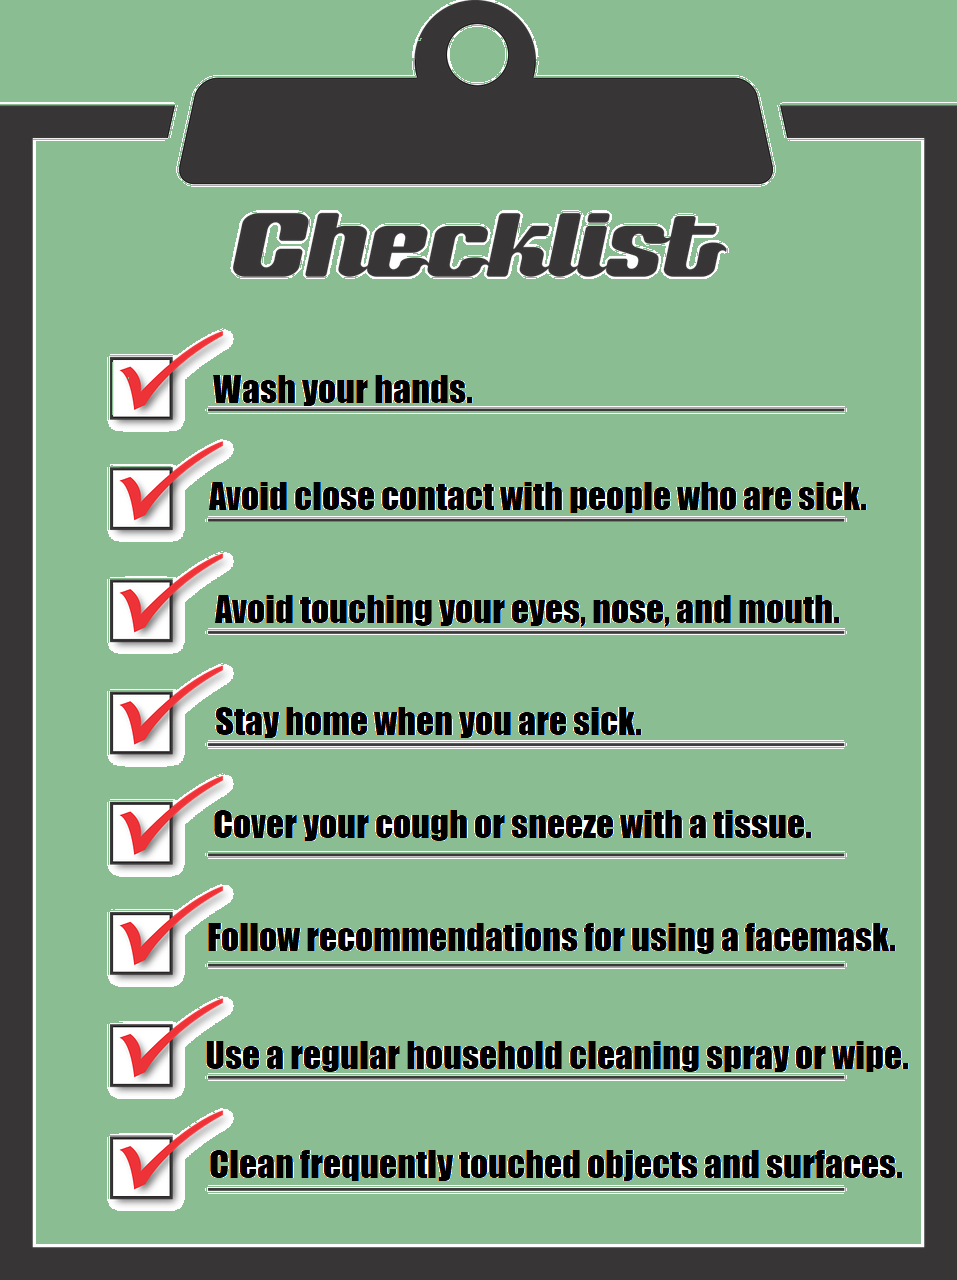 Checklist
Wash your hands.
Avoid close contact with people who are sick.
Avoid touching your eyes, nose, and mouth.
Stay home when you are sick.
Cover your cough or sneeze with a tissue.
Follow recommendations for using a facemask.
Use a regular household cleaning spray or wipe.
Clean frequently touched objects and surfaces.